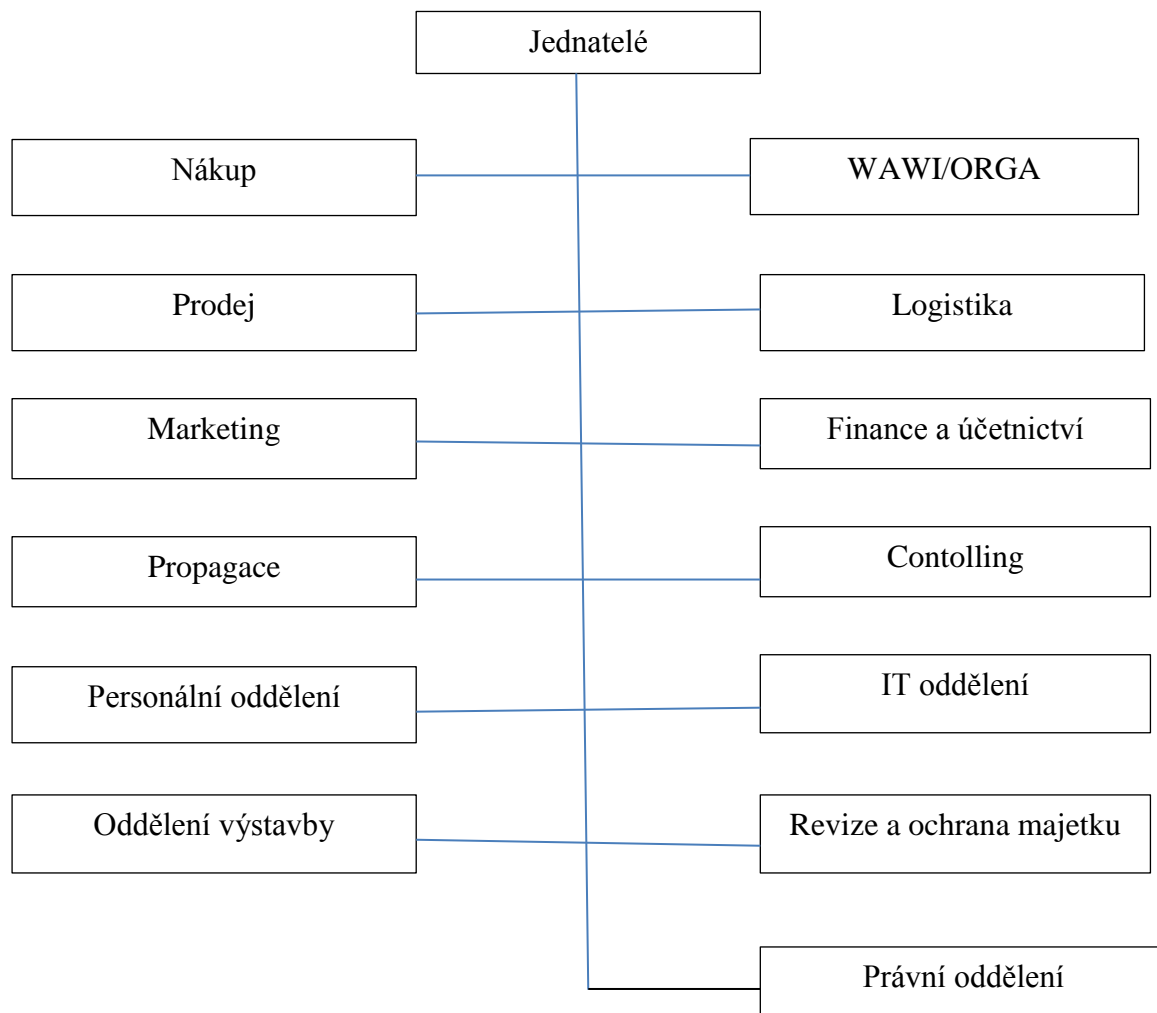 Jednatelé
Nákup
WAWI/ORGA
Prodej
Logistika
Marketing
Finance a účetnictví
Propagace
Contolling
Personální oddělení
IT oddělení
Oddělení výstavby
Revize a ochrana majetku
Právní oddělení